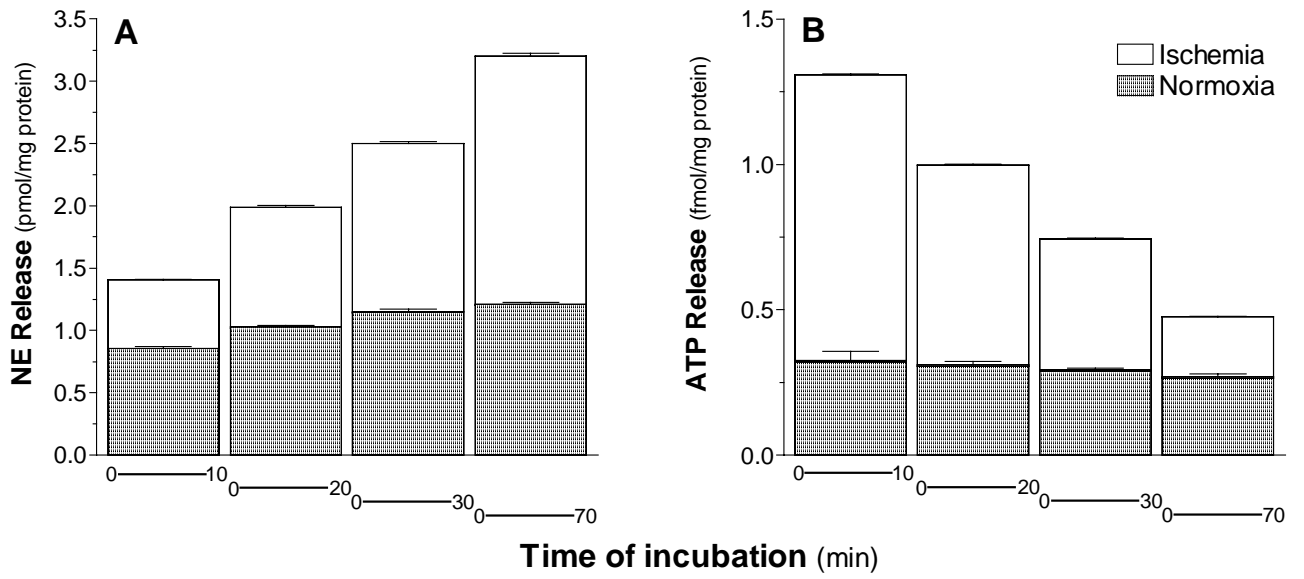 A
NE Release (pmol/mg protein)
3.5
3.0
2.5
2.0
1.5
1.0
0.5
0.0
0 10
0 20
0 30
0 70
B
Ischemia
Normoxia
ATP Release (fmol/mg protein)
1.5
1.0
0.5
0.0
0 10
0 20
0 30
0 70
Time of incubation (min)